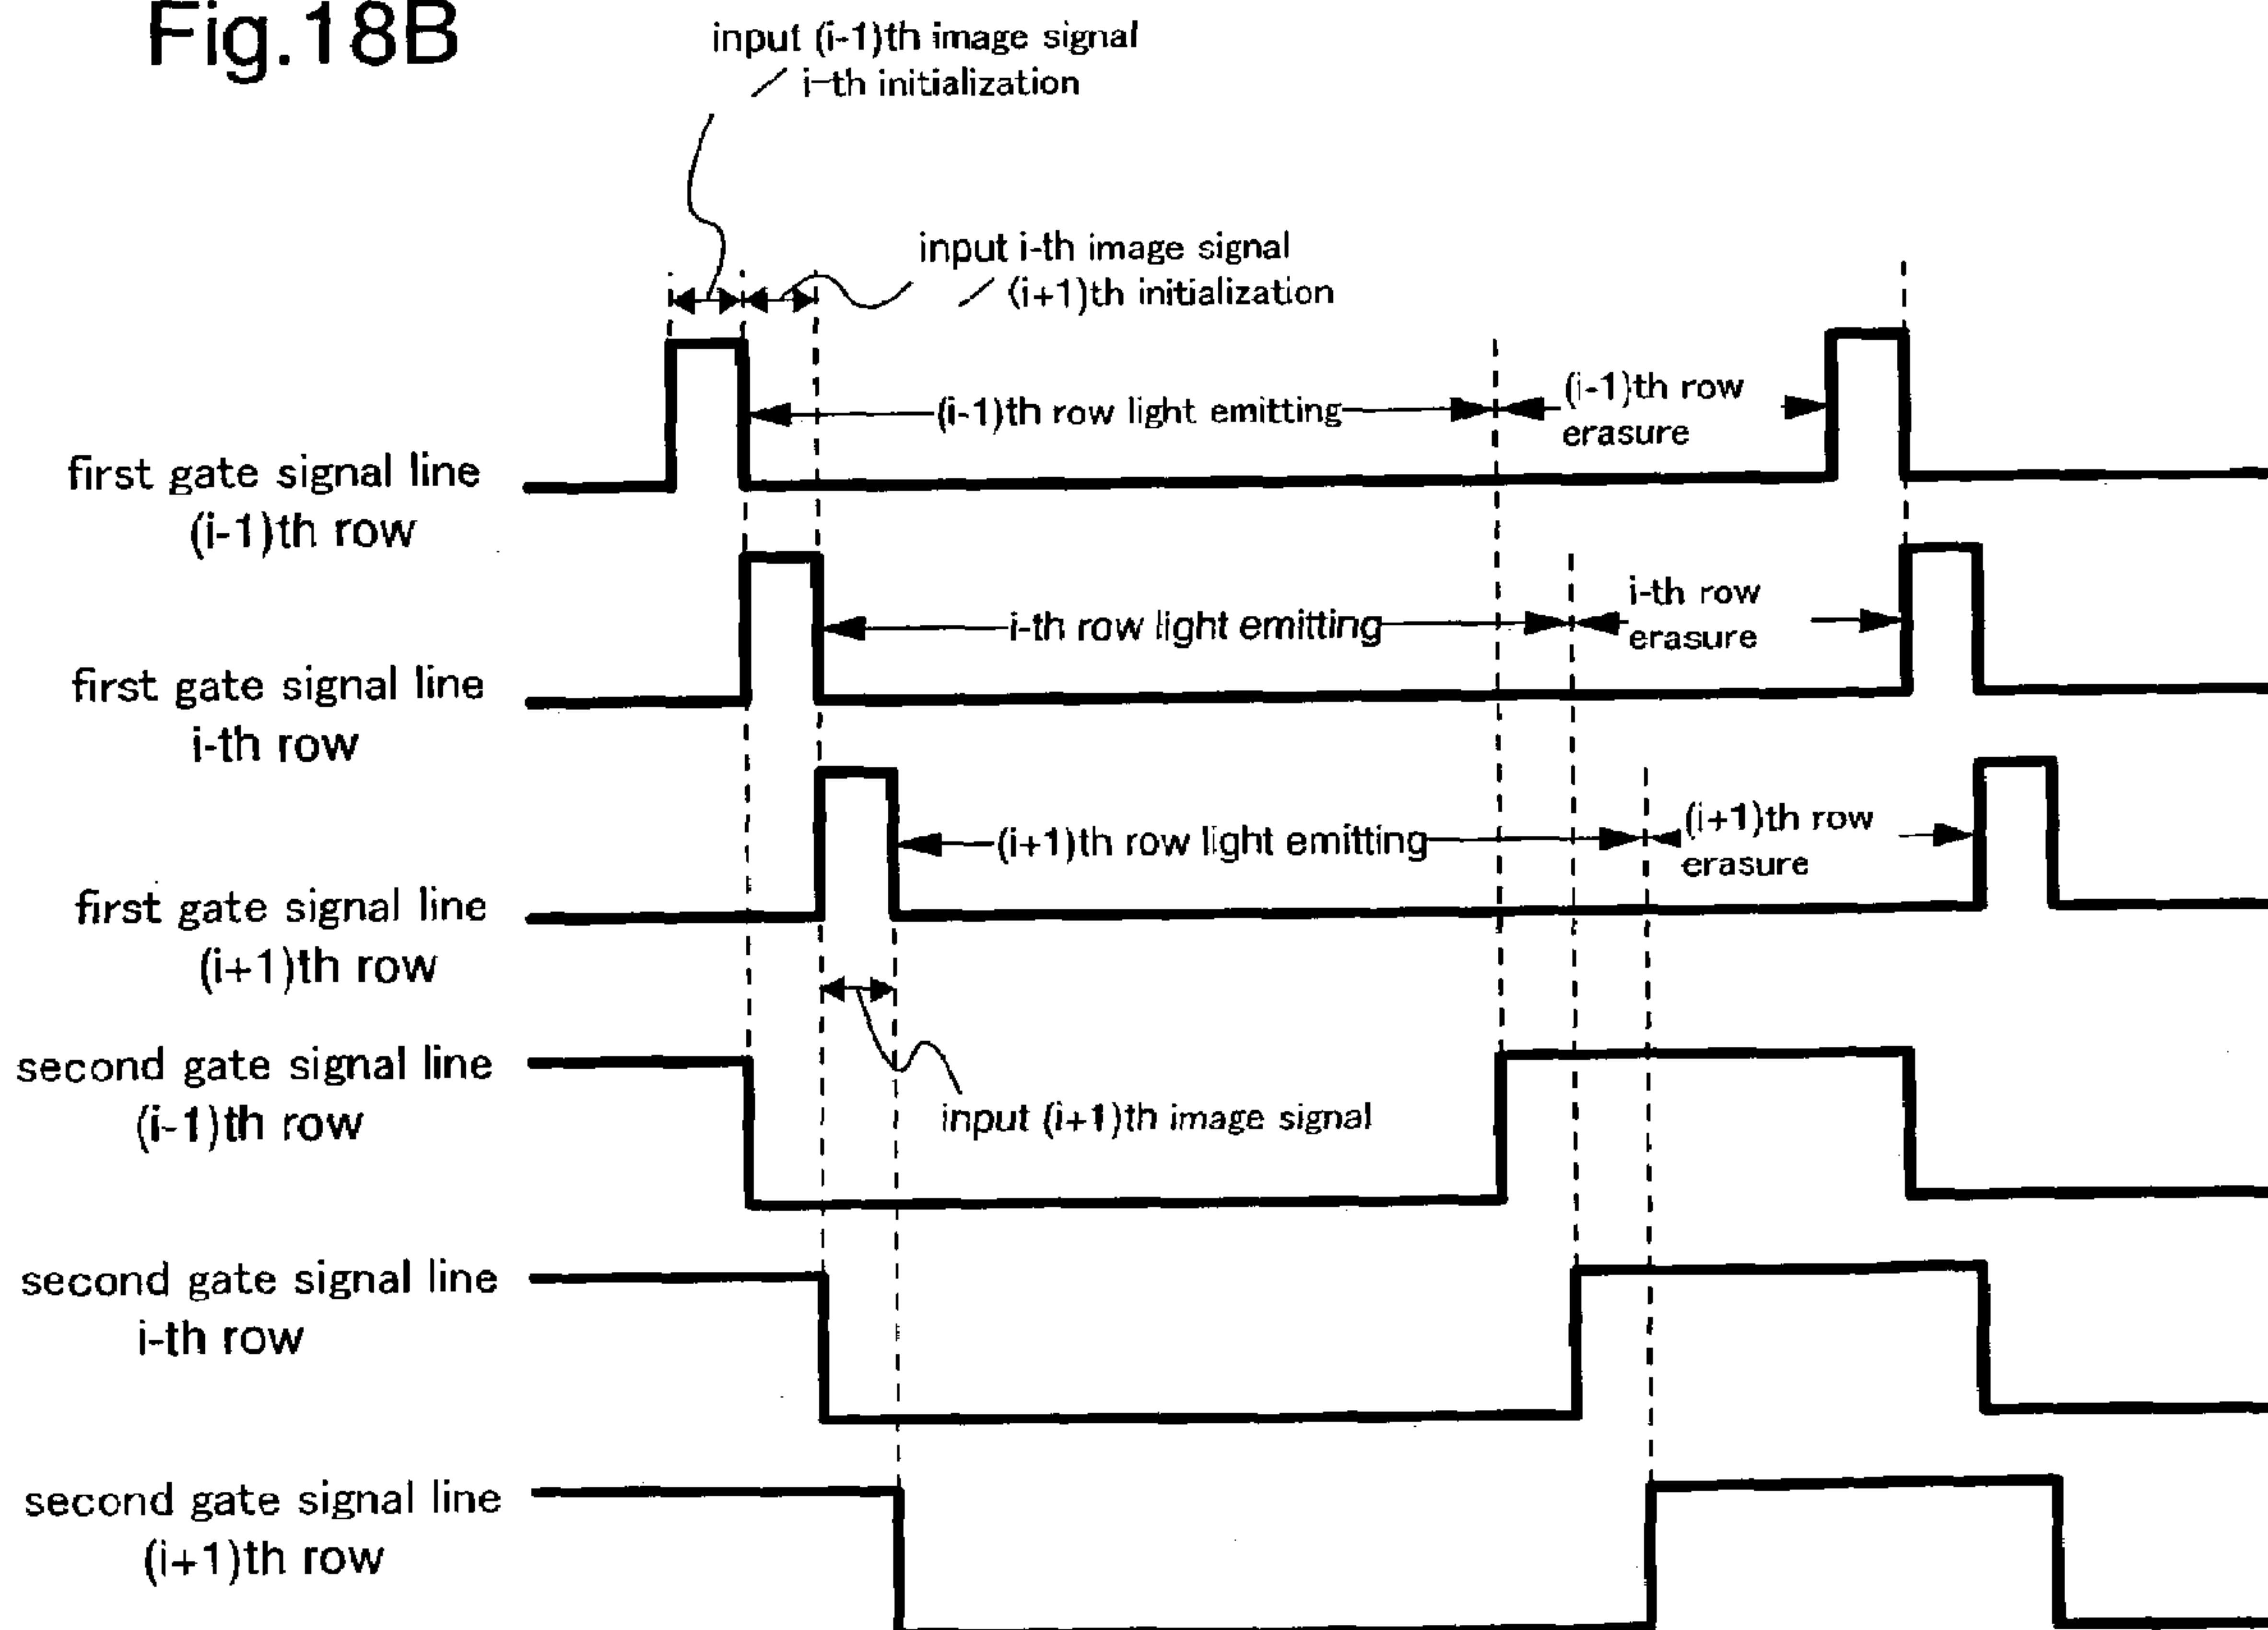 Fig.18B
input (i-1)th image signal
/ i-th initialization
input i-th image signal
/ (i+1)th initialization
(i-1)th row light emitting
(i-1)th row
erasure
first gate signal line
(i-1)th row
i-th row light emitting
i-th row
erasure
first gate signal line
i-th row
(i+1)th row light emitting
(i+1)th row
erasure
first gate signal line
(i+1)th row
second gate signal line
(i-1)th row
input (i+1)th image signal
second gate signal line
i-th row
second gate signal line
(i+1)th row